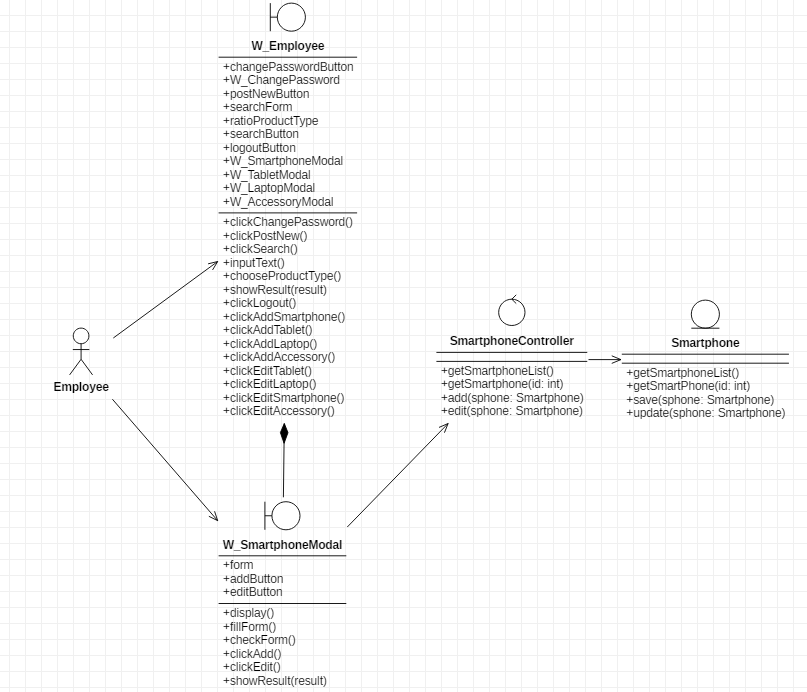 W_Employee
+changePasswordButton
+W_ChangePassword
+postNewButton
+searchForm
+ratioProductType
+searchButton
+logoutButton
+W_SmartphoneModal
+W_TabletModal
+W_LaptopModal
+W_AccessoryModal
+clickChangePassword()
+clickPostNew()
+clickSearch()
+inputText()
+chooseProductType()
+showResult(result)
+clickLogout()
+clickAddSmartphone()
+clickAddTablet()
+clickAddLaptop()
+clickAddAccessory()
+clickEditTablet()
+clickEditLaptop()
+clickEditSmartphone()
+clickEditAccessory()
Employee
SmartphoneController
+getSmartphoneList()
+getSmartphone(id: int)
+add(sphone: Smartphone)
+edit(sphone: Smartphone)
Smartphone
+getSmartphoneList()
+getSmartPhone(id: int)
+save(sphone: Smartphone)
+update(sphone: Smartphone)
W_SmartphoneModal
+form
+addButton
+editButton
+display()
+fillForm()
+checkForm()
+clickAdd()
+clickEdit()
+showResult(result)